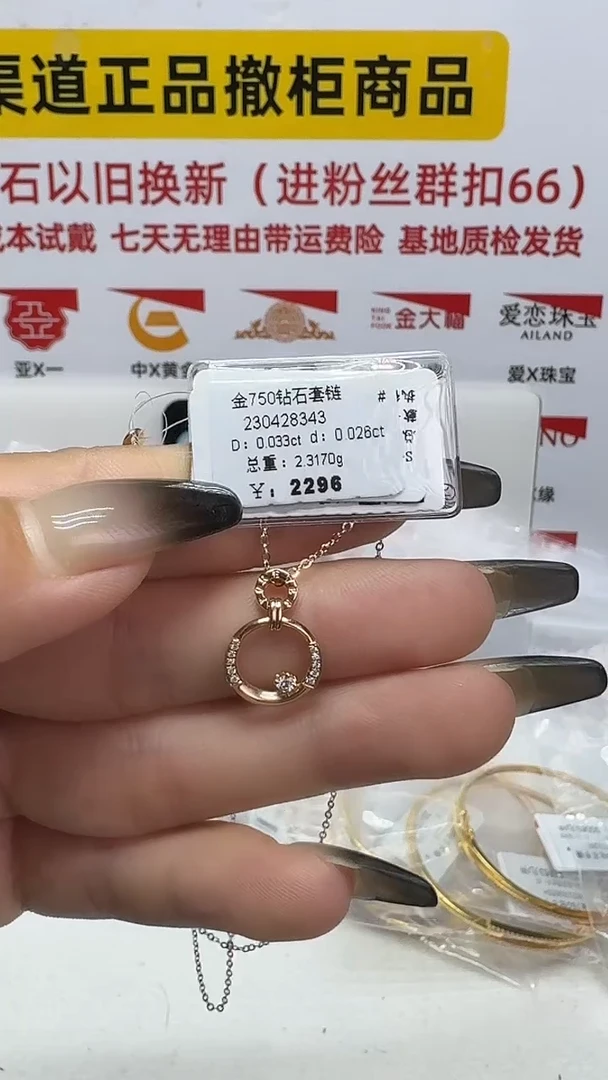 渠道正品撤柜商品
石以旧换新（进粉丝群扣66）
成本试戴 七天无理由带运费险 基地质检发货
金大福
爱恋珠宝
AILAND
亚X一
中X黄金
爱X珠宝
金750钻石套链
230428343
D: 0.033ct d: 0.026ct
总重: 2.3170g
2296
缘